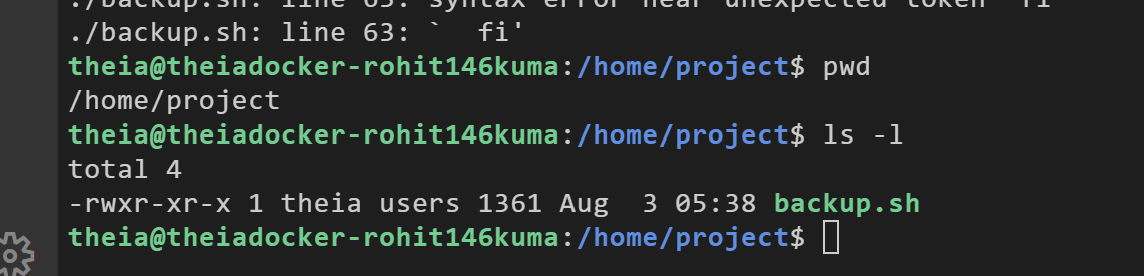 ./backup.sh: line 63: syntax error near unexpected token `fi'
./backup.sh: line 63: `  fi'
theia@theiadocker-rohit146kuma:/home/project$ pwd
/home/project
theia@theiadocker-rohit146kuma:/home/project$ ls -l
total 4
-rwxr-xr-x 1 theia users 1361 Aug  3 05:38 backup.sh
theia@theiadocker-rohit146kuma:/home/project$